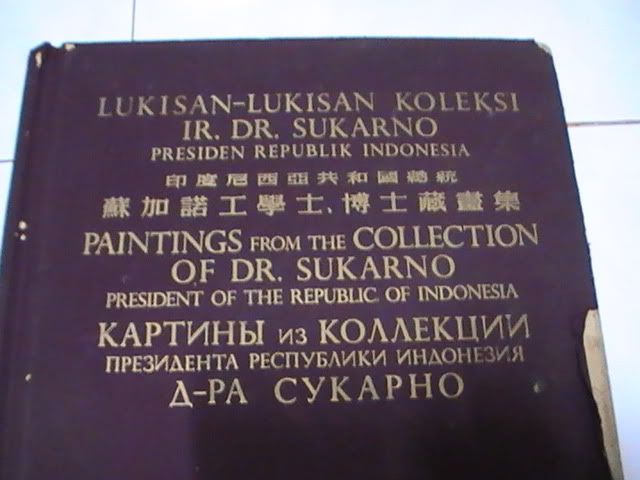 LUKISAN-LUKISAN KOLEKSI
IR. DR. SUKARNO
PRESIDEN REPUBLIK INDONESIA
印度尼西亞共和國總統
蘇加諾工學士、博士藏畫集
PAINTINGS FROM THE COLLECTION
OF DR. SUKARNO
PRESIDENT OF THE REPUBLIC OF INDONESIA
КАРТИНЫ ИЗ КОЛЛЕКЦИИ
ПРЕЗИДЕНТА РЕСПУБЛИКИ ИНДОНЕЗИЯ
Д-РА СУКАРНО